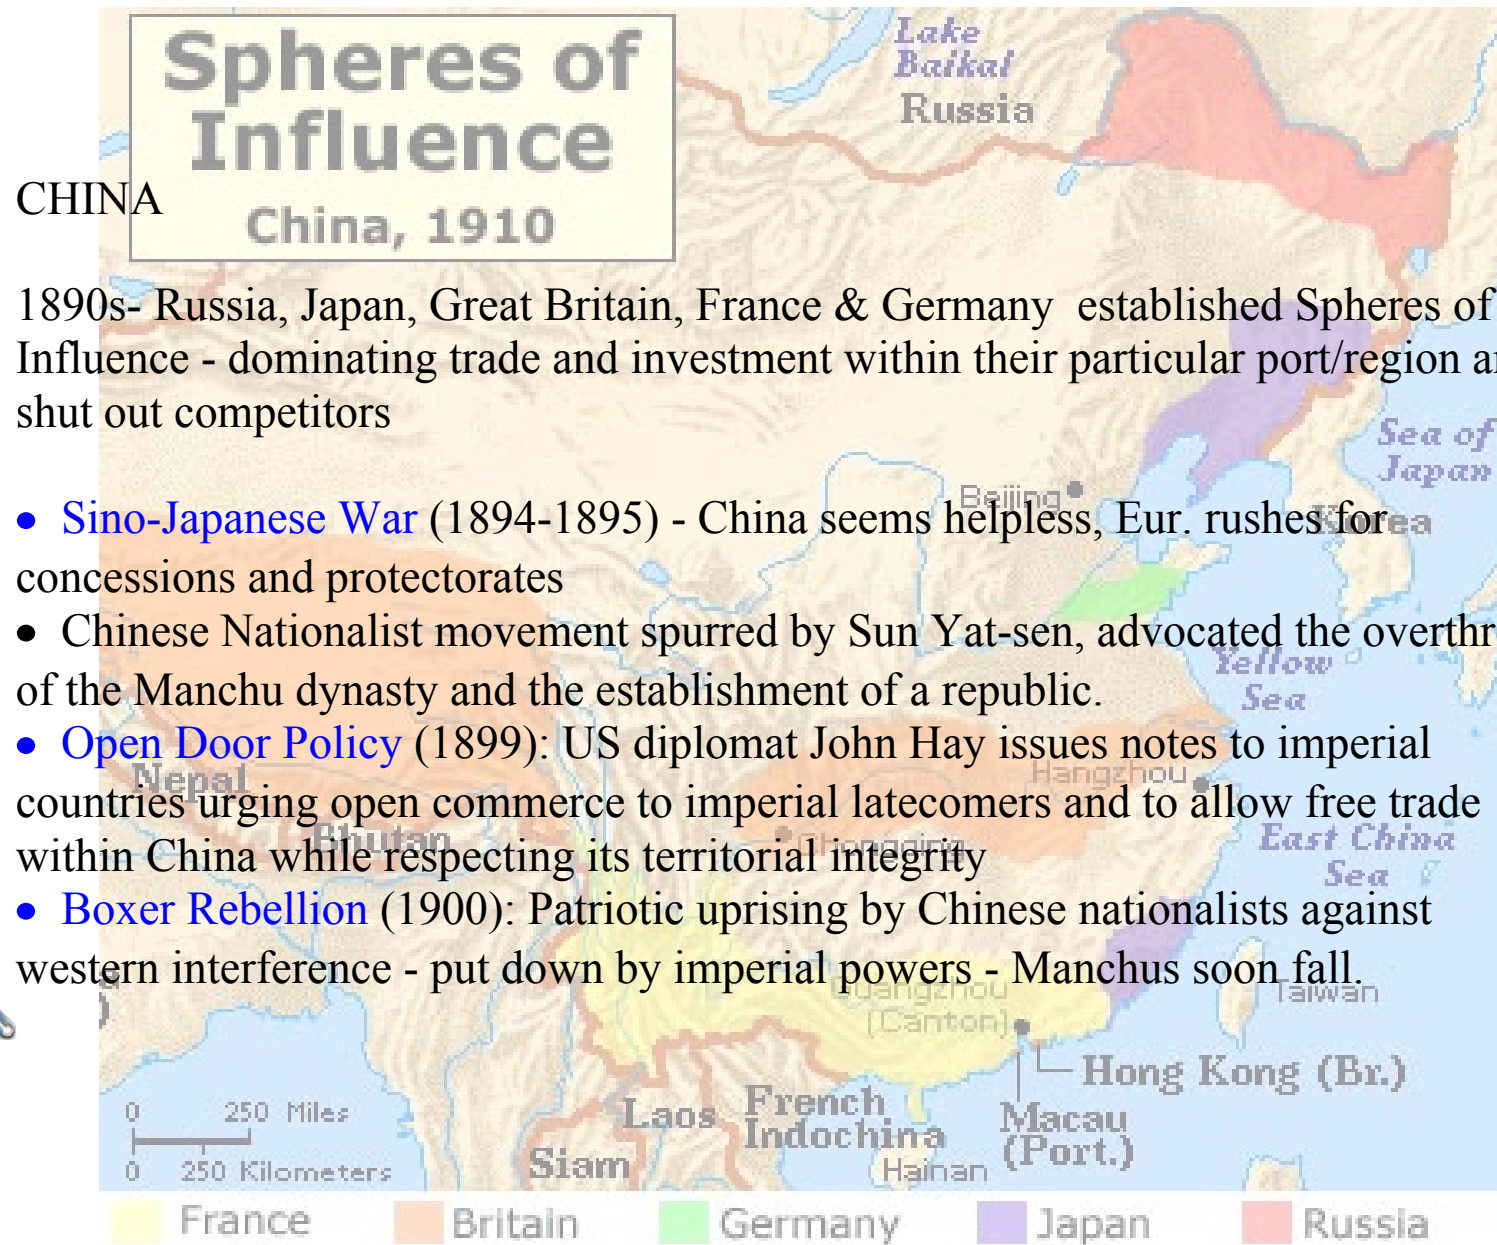 Spheres of
Influence
China, 1910
Lake
Baikal
Russia
CHINA
1890s- Russia, Japan, Great Britain, France & Germany established Spheres of
Influence - dominating trade and investment within their particular port/region
shut out competitors
Sea of
Japan
Beijing
Korea
• Sino-Japanese War (1894-1895) - China seems helpless, Eur. rushes for
concessions and protectorates
• Chinese Nationalist movement spurred by Sun Yat-sen, advocated the
of the Manchu dynasty and the establishment of a republic.
Yellow
Sea
• Open Door Policy (1899): US diplomat John Hay issues notes to imperial
countries urging open commerce to imperial latecomers and to allow free trade
within China while respecting its territorial integrity
Nepal
Bhutan
Hangzhou
Chongqing
East China
Sea
• Boxer Rebellion (1900): Patriotic uprising by Chinese nationalists against
western interference - put down by imperial powers - Manchus soon fall.
Guangzhou
(Canton)
Taiwan
Hong Kong (Br.)
Macau
(Port.)
Laos
French
Indochina
Hainan
Siam
0 250 Miles
0 250 Kilometers
France Britain Germany Japan Russia